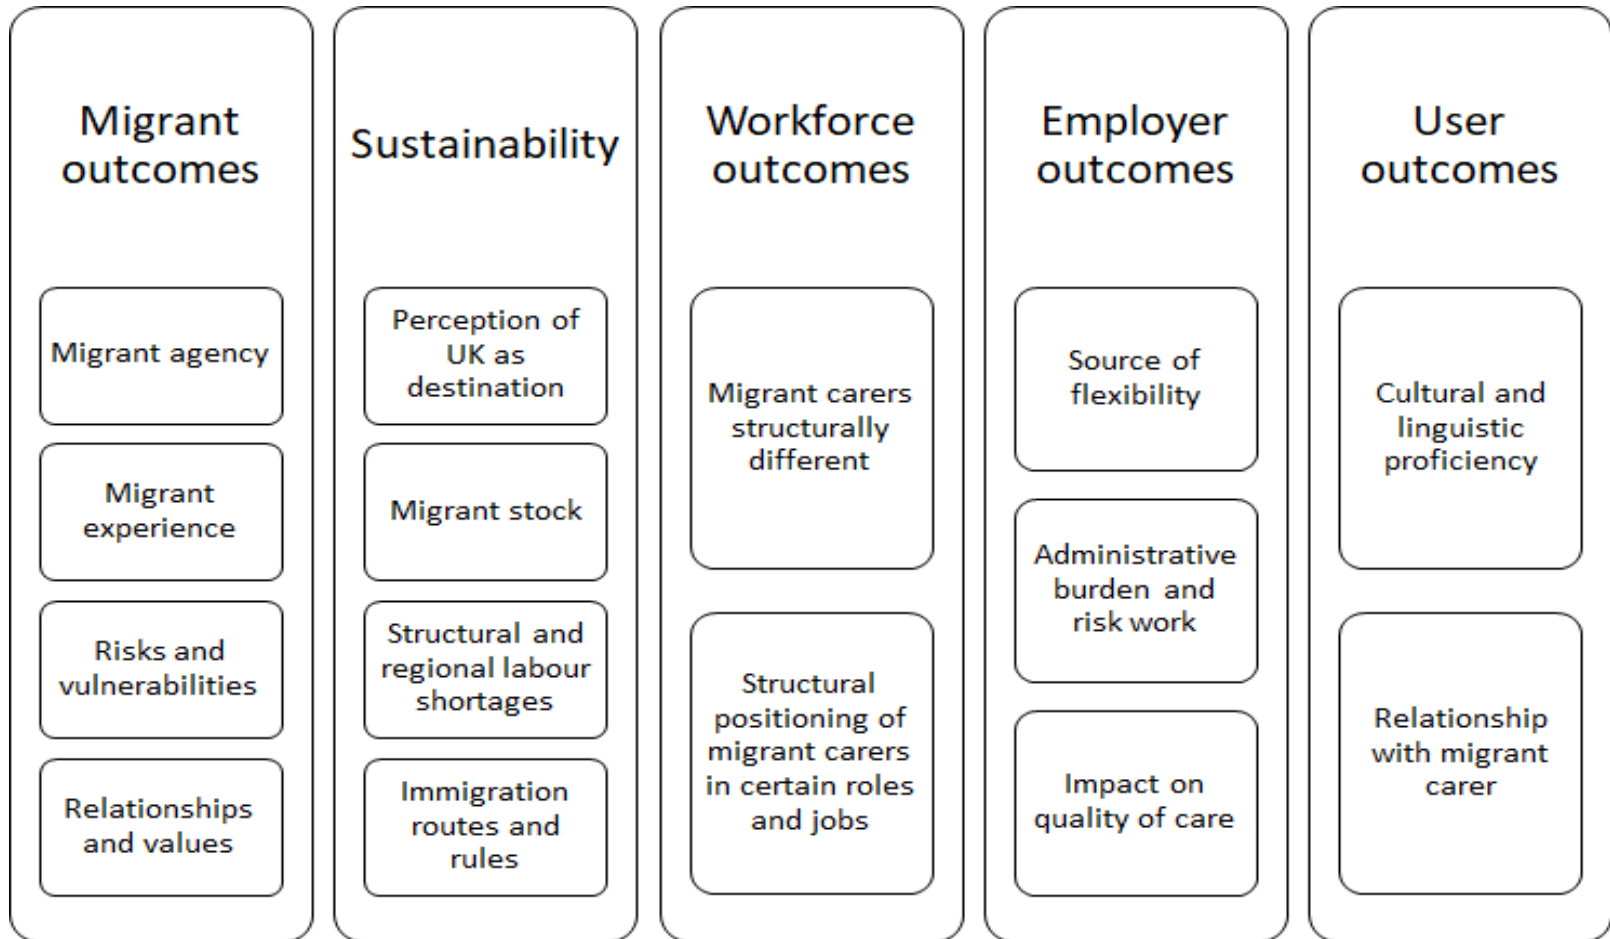 Migrant
outcomes
Migrant agency
Migrant
experience
Risks and
vulnerabilities
Relationships
and values
Sustainability
Perception of
UK as
destination
Migrant stock
Structural and
regional labour
shortages
Immigration
routes and
rules
Workforce
outcomes
Migrant carers
structurally
different
Structural
positioning of
migrant carers
in certain roles
and jobs
Employer
outcomes
Source of
flexibility
Administrative
burden and
risk work
Impact on
quality of care
User
outcomes
Cultural and
linguistic
proficiency
Relationship
with migrant
carer